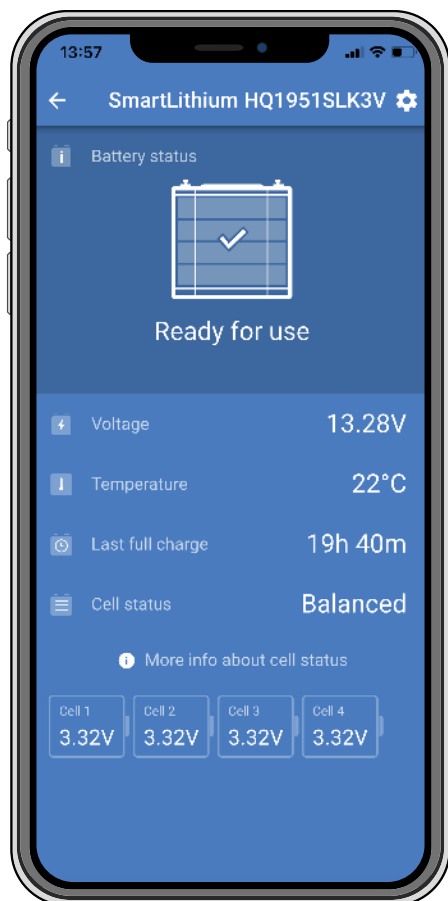 13:57
SmartLithium HQ1951SLK3V
Battery status
Ready for use
Voltage 13.28V
Temperature 22°C
Last full charge 19h 40m
Cell status Balanced
More info about cell status
Cell 1 Cell 2 Cell 3 Cell 4
3.32V 3.32V 3.32V 3.32V